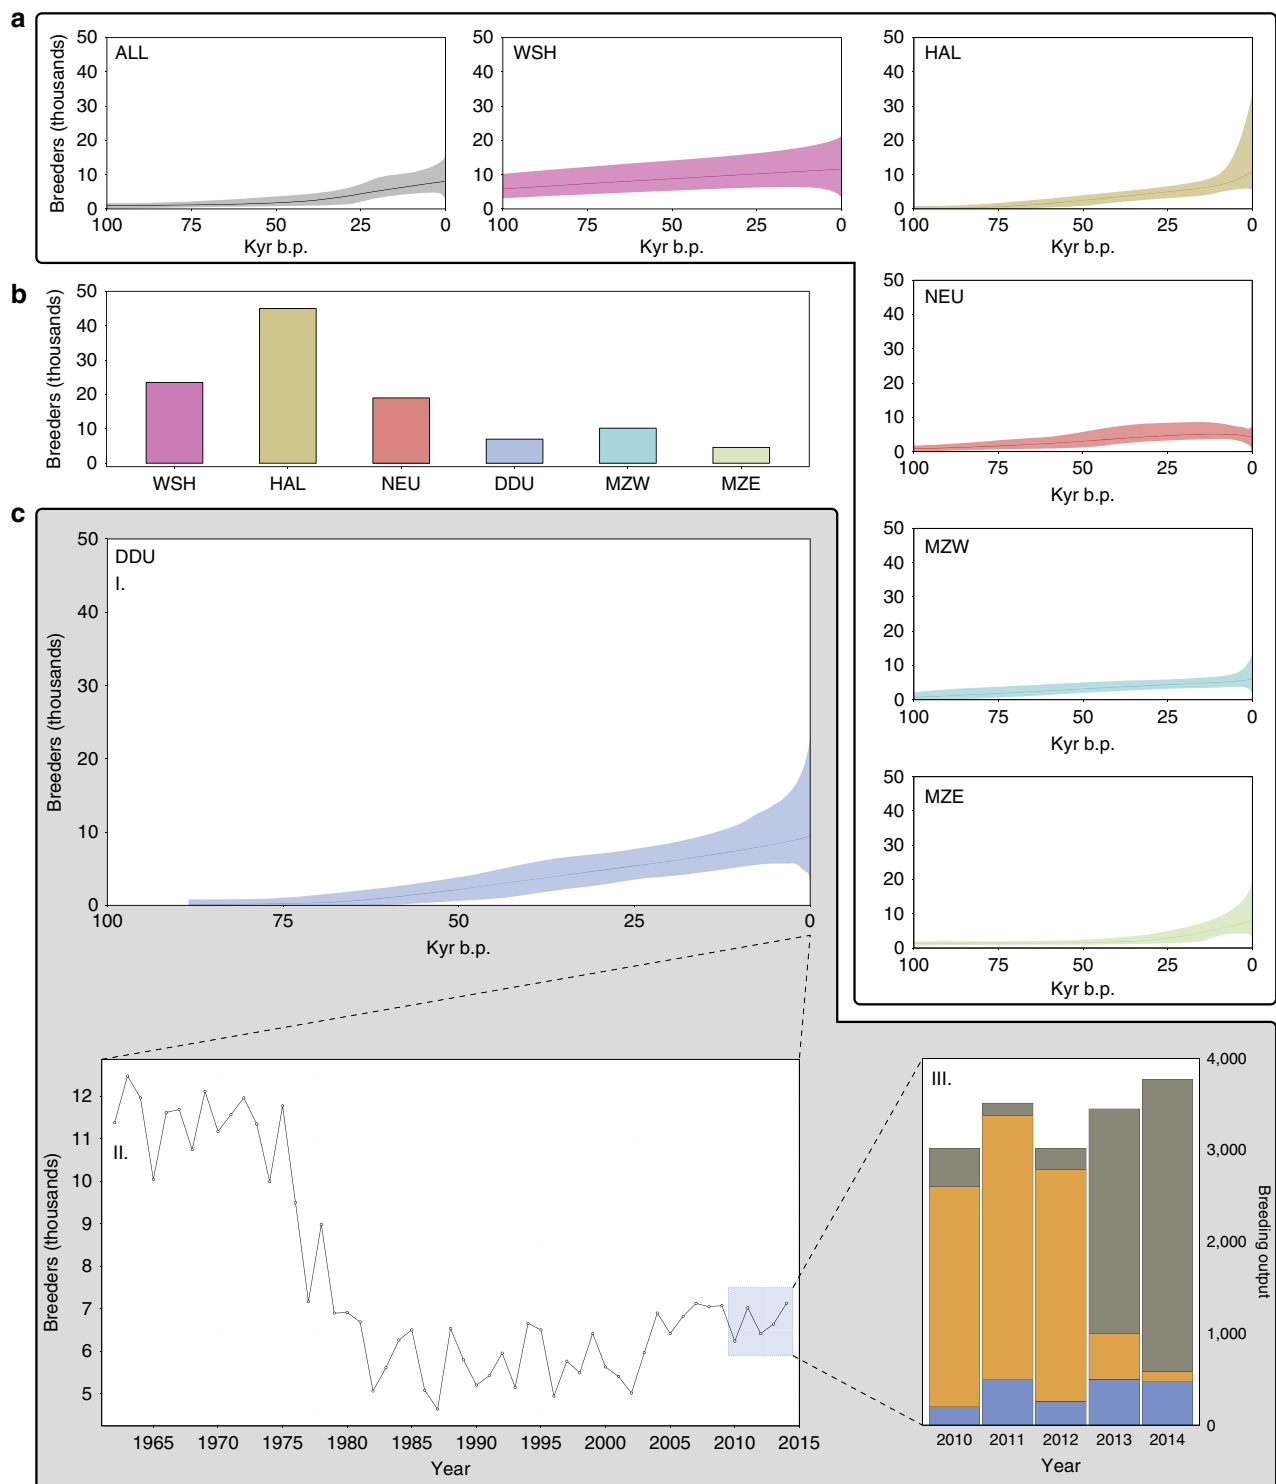 a
ALL
Breeders (thousands)
50
40
30
20
10
0
100 75 50 25 0
Kyr b.p.
WSH
50
40
30
20
10
0
100 75 50 25 0
Kyr b.p.
HAL
50
40
30
20
10
0
100 75 50 25 0
Kyr b.p.
NEU
50
40
30
20
10
0
100 75 50 25 0
Kyr b.p.
MZW
50
40
30
20
10
0
100 75 50 25 0
Kyr b.p.
MZE
50
40
30
20
10
0
100 75 50 25 0
Kyr b.p.
b
Breeders (thousands)
50
40
30
20
10
0
WSH HAL NEU DDU MZW MZE
c
DDU
I.
Breeders (thousands)
50
40
30
20
10
0
100 75 50 25 0
Kyr b.p.
II.
Breeders (thousands)
12
11
10
9
8
7
6
5
1965 1970 1975 1980 1985 1990 1995 2000 2005 2010 2015
Year
III.
4,000
3,000
2,000
1,000
0
Breeding output
2010 2011 2012 2013 2014
Year